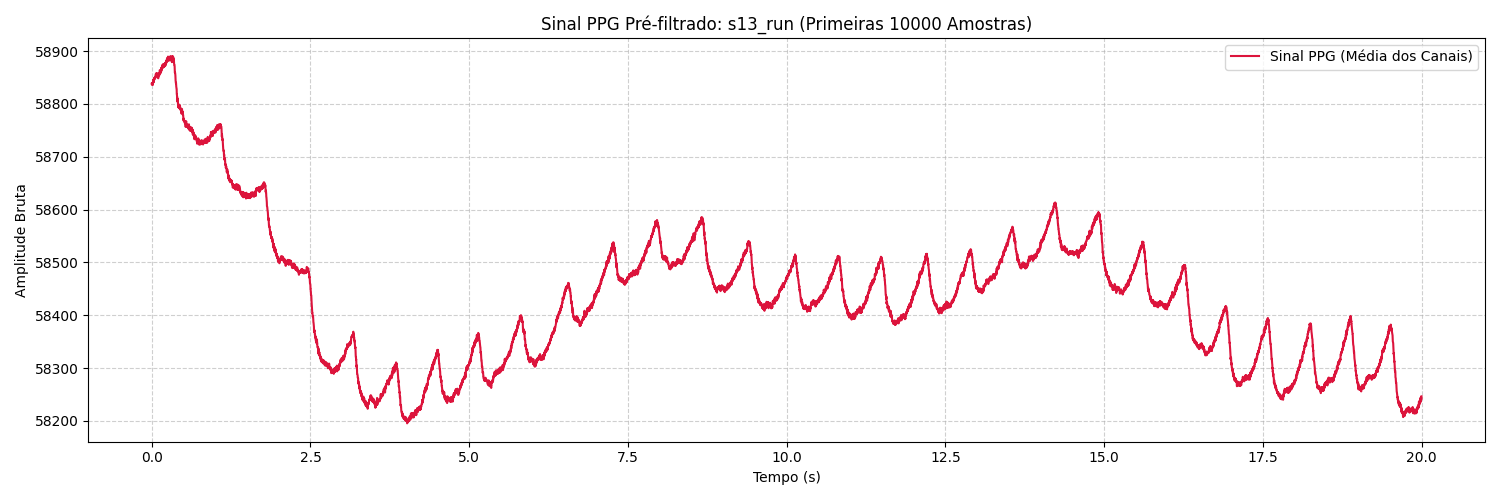 Sinal PPG Pré-filtrado: s13_run (Primeiras 10000 Amostras)
Sinal PPG (Média dos Canais)
Amplitude Bruta
58900
58800
58700
58600
58500
58400
58300
58200
0.0 2.5 5.0 7.5 10.0 12.5 15.0 17.5 20.0
Tempo (s)